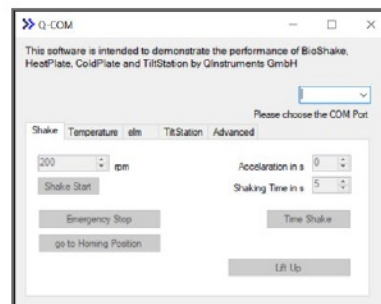 Q-COM
This software is intended to demonstrate the performance of BioShake,
HeatPlate, ColdPlate and TiltStation by QInstruments GmbH
Please choose the COM Port
Shake Temperature elm TiltStation Advanced
200 rpm Accelaration in s 0
Shake Start Shaking Time in s 5
Emergency Stop Time Shake
go to Homing Position
Lift Up